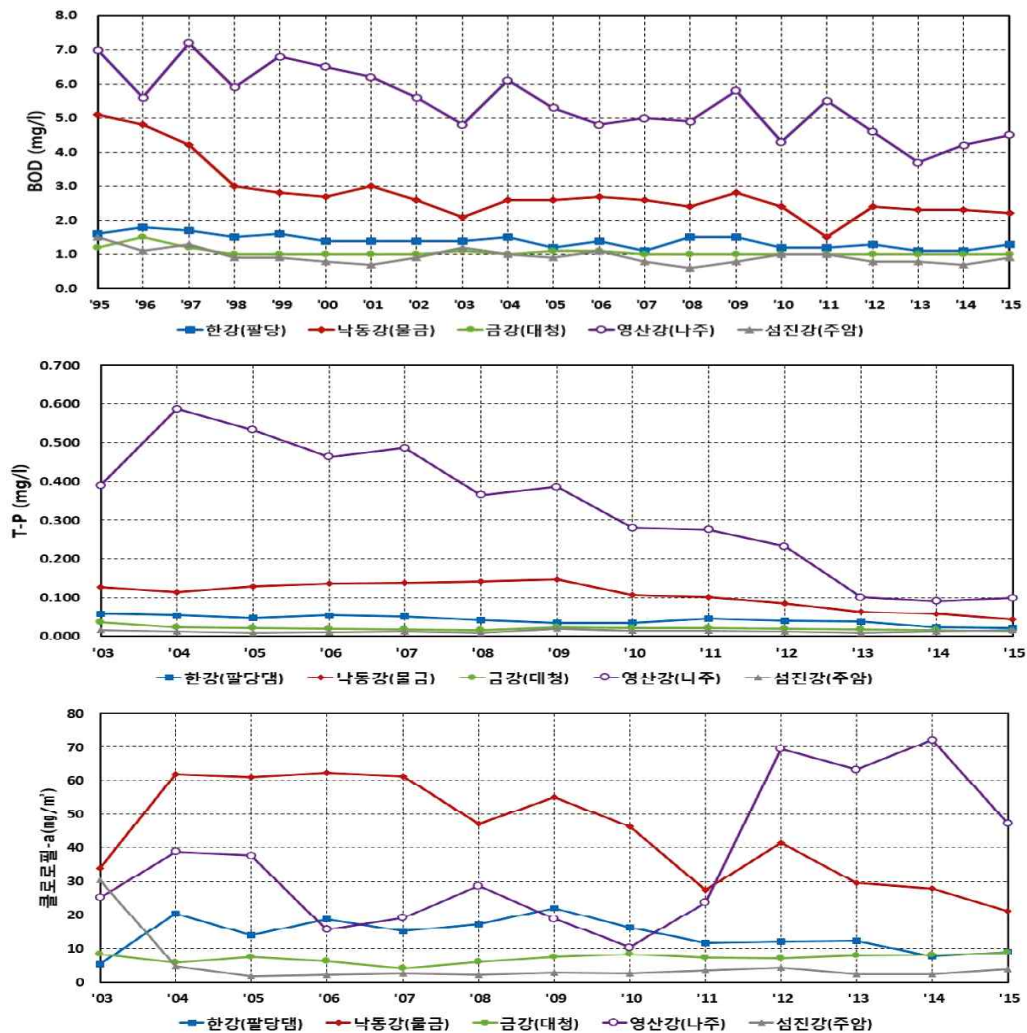 8.0
7.0
6.0
5.0
4.0
3.0
2.0
1.0
0.0
BOD (mg/l)
'95 '96 '97 '98 '99 '00 '01 '02 '03 '04 '05 '06 '07 '08 '09 '10 '11 '12 '13 '14 '15
한강(팔당) 낙동강(물금) 금강(대청) 영산강(나주) 섬진강(주암)
0.700
0.600
0.500
0.400
0.300
0.200
0.100
0.000
T-P (mg/l)
'03 '04 '05 '06 '07 '08 '09 '10 '11 '12 '13 '14 '15
한강(팔당댐) 낙동강(물금) 금강(대청) 영산강(나주) 섬진강(주암)
80
70
60
50
40
30
20
10
0
클로로필-a(㎎/㎥)
'03 '04 '05 '06 '07 '08 '09 '10 '11 '12 '13 '14 '15
한강(팔당댐) 낙동강(물금) 금강(대청) 영산강(나주) 섬진강(주암)